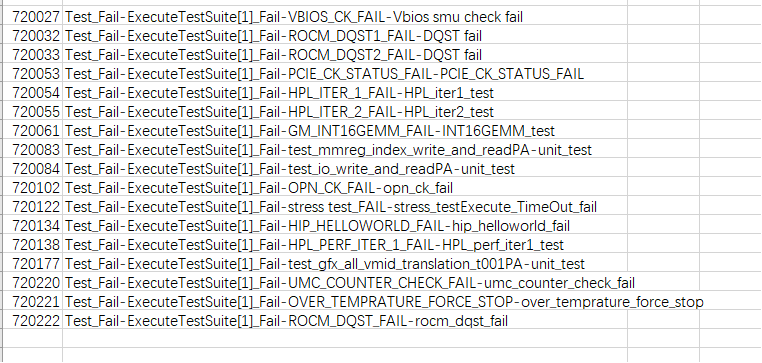 720027 Test_Fail-ExecuteTestSuite[1]_Fail-VBIOS_CK_FAIL-Vbios smu check fail
720032 Test_Fail-ExecuteTestSuite[1]_Fail-ROCM_DQST1_FAIL-DQST fail
720033 Test_Fail-ExecuteTestSuite[1]_Fail-ROCM_DQST2_FAIL-DQST fail
720053 Test_Fail-ExecuteTestSuite[1]_Fail-PCIE_CK_STATUS_FAIL-PCIE_CK_STATUS_FAIL
720054 Test_Fail-ExecuteTestSuite[1]_Fail-HPL_ITER_1_FAIL-HPL_iter1_test
720055 Test_Fail-ExecuteTestSuite[1]_Fail-HPL_ITER_2_FAIL-HPL_iter2_test
720061 Test_Fail-ExecuteTestSuite[1]_Fail-GM_INT16GEMM_FAIL-INT16GEMM_test
720083 Test_Fail-ExecuteTestSuite[1]_Fail-test_mmreg_index_write_and_readPA-unit_test
720084 Test_Fail-ExecuteTestSuite[1]_Fail-test_io_write_and_readPA-unit_test
720102 Test_Fail-ExecuteTestSuite[1]_Fail-OPN_CK_FAIL-opn_ck_fail
720122 Test_Fail-ExecuteTestSuite[1]_Fail-stress test_FAIL-stress_testExecute_TimeOut_fail
720134 Test_Fail-ExecuteTestSuite[1]_Fail-HIP_HELLOWORLD_FAIL-hip_helloworld_fail
720138 Test_Fail-ExecuteTestSuite[1]_Fail-HPL_PERF_ITER_1_FAIL-HPL_perf_iter1_test
720177 Test_Fail-ExecuteTestSuite[1]_Fail-test_gfx_all_vmid_translation_t001PA-unit_test
720220 Test_Fail-ExecuteTestSuite[1]_Fail-UMC_COUNTER_CHECK_FAIL-umc_counter_check_fail
720221 Test_Fail-ExecuteTestSuite[1]_Fail-OVER_TEMPRATURE_FORCE_STOP-over_temprature_force_stop
720222 Test_Fail-ExecuteTestSuite[1]_Fail-ROCM_DQST_FAIL-rocm_dqst_fail